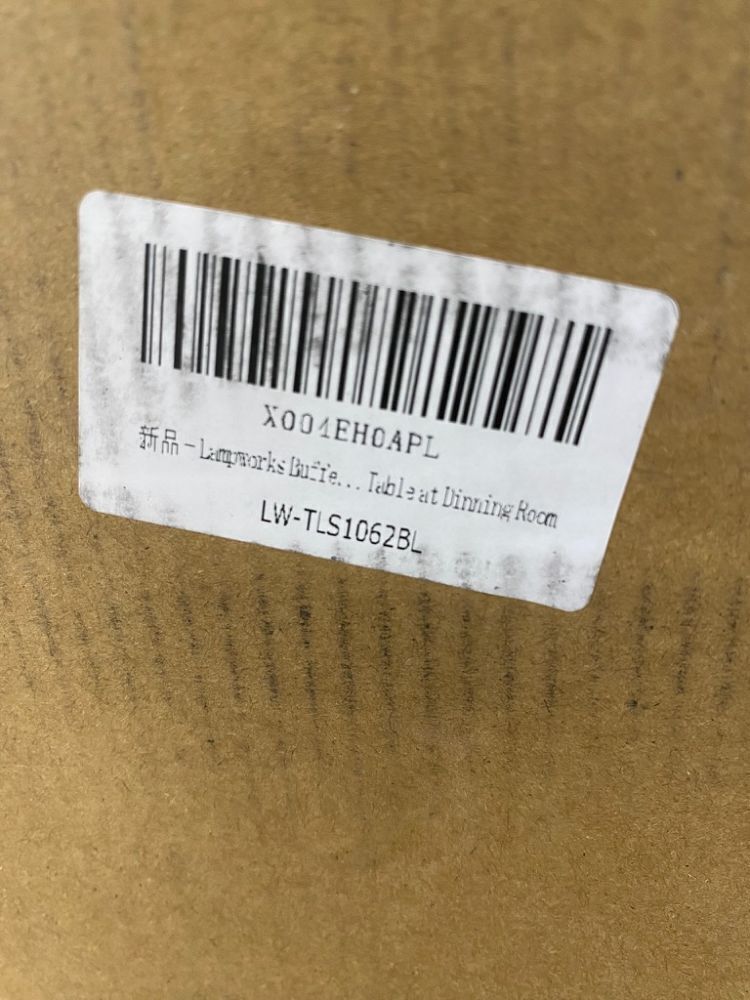 X004EH0APL
新品 - Lampworks Buffe... Table at Dinning Room
LW-TLS1062BL